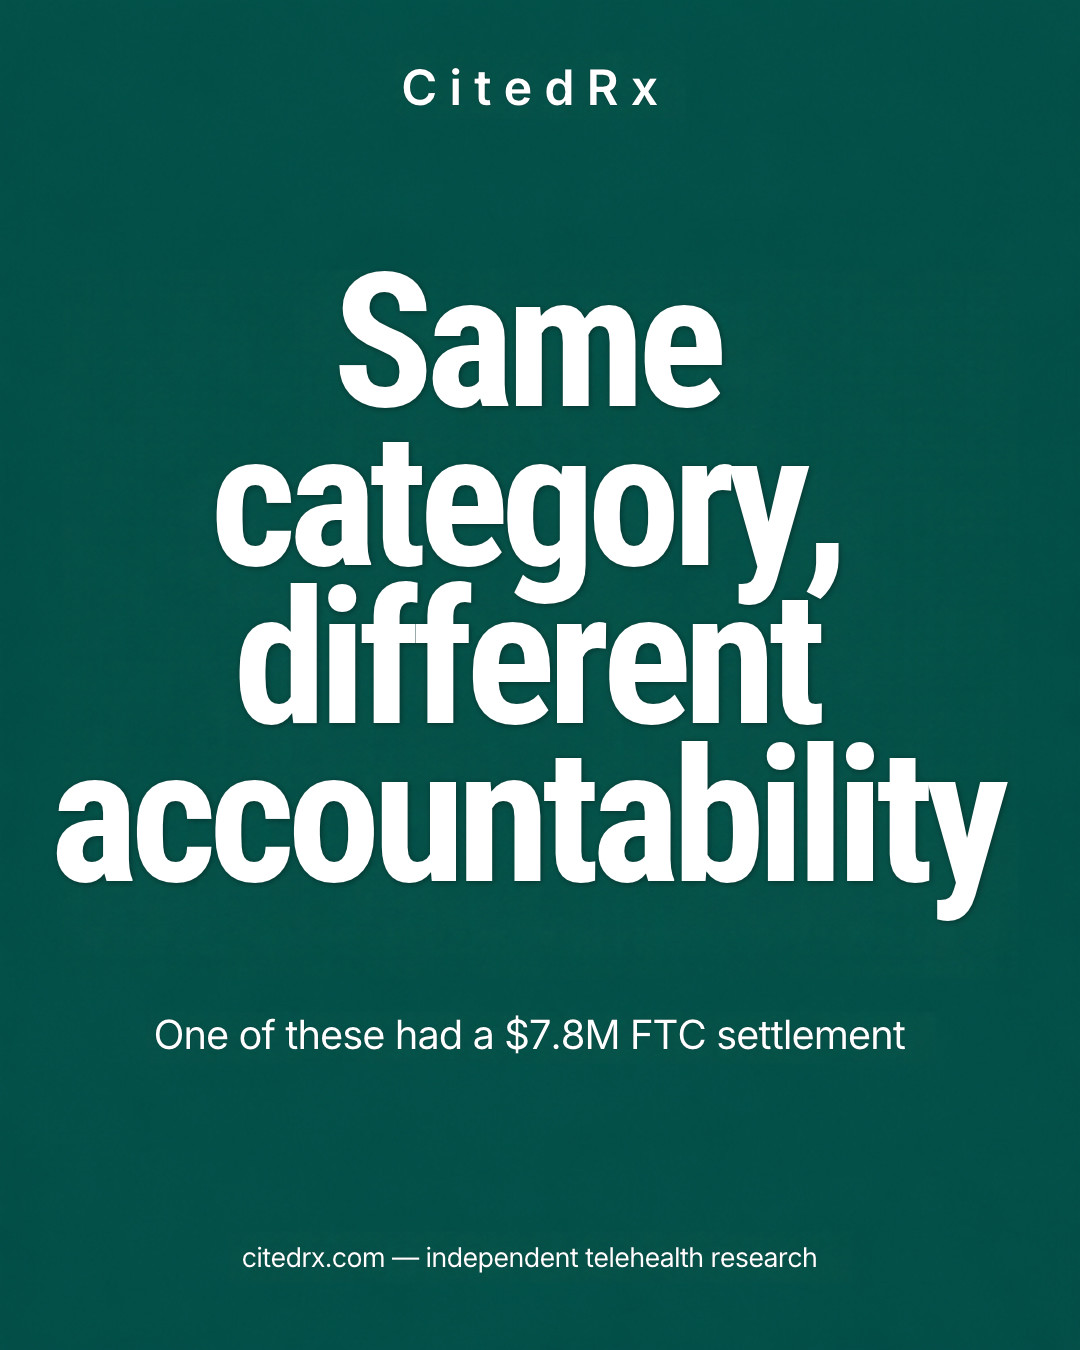 CitedRx
Same
category,
different
accountability
One of these had a $7.8M FTC settlement
citedrx.com — independent telehealth research